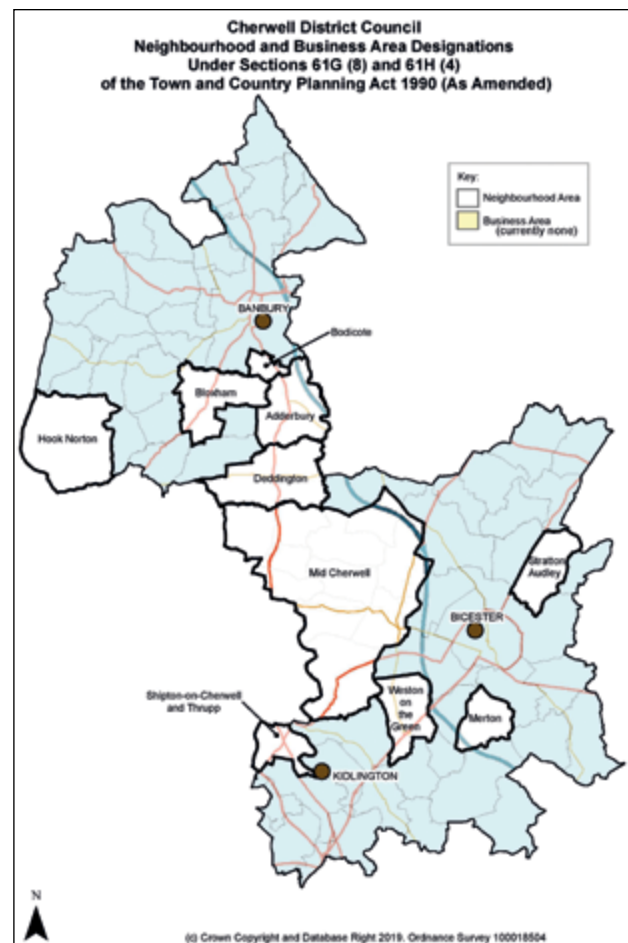 Cherwell District Council
Neighbourhood and Business Area Designations
Under Sections 61G (8) and 61H (4)
of the Town and Country Planning Act 1990 (As Amended)
Key:
Neighbourhood Area
Business Area
(currently none)
BANBURY
Bodicote
Bloxham
Adderbury
Hook Norton
Deddington
Mid Cherwell
Stratton
Audley
BICESTER
Shipton-on-Cherwell
and Thrupp
Weston
on
the
Green
Merton
KIDLINGTON
N
(c) Crown Copyright and Database Right 2019. Ordnance Survey 100018504